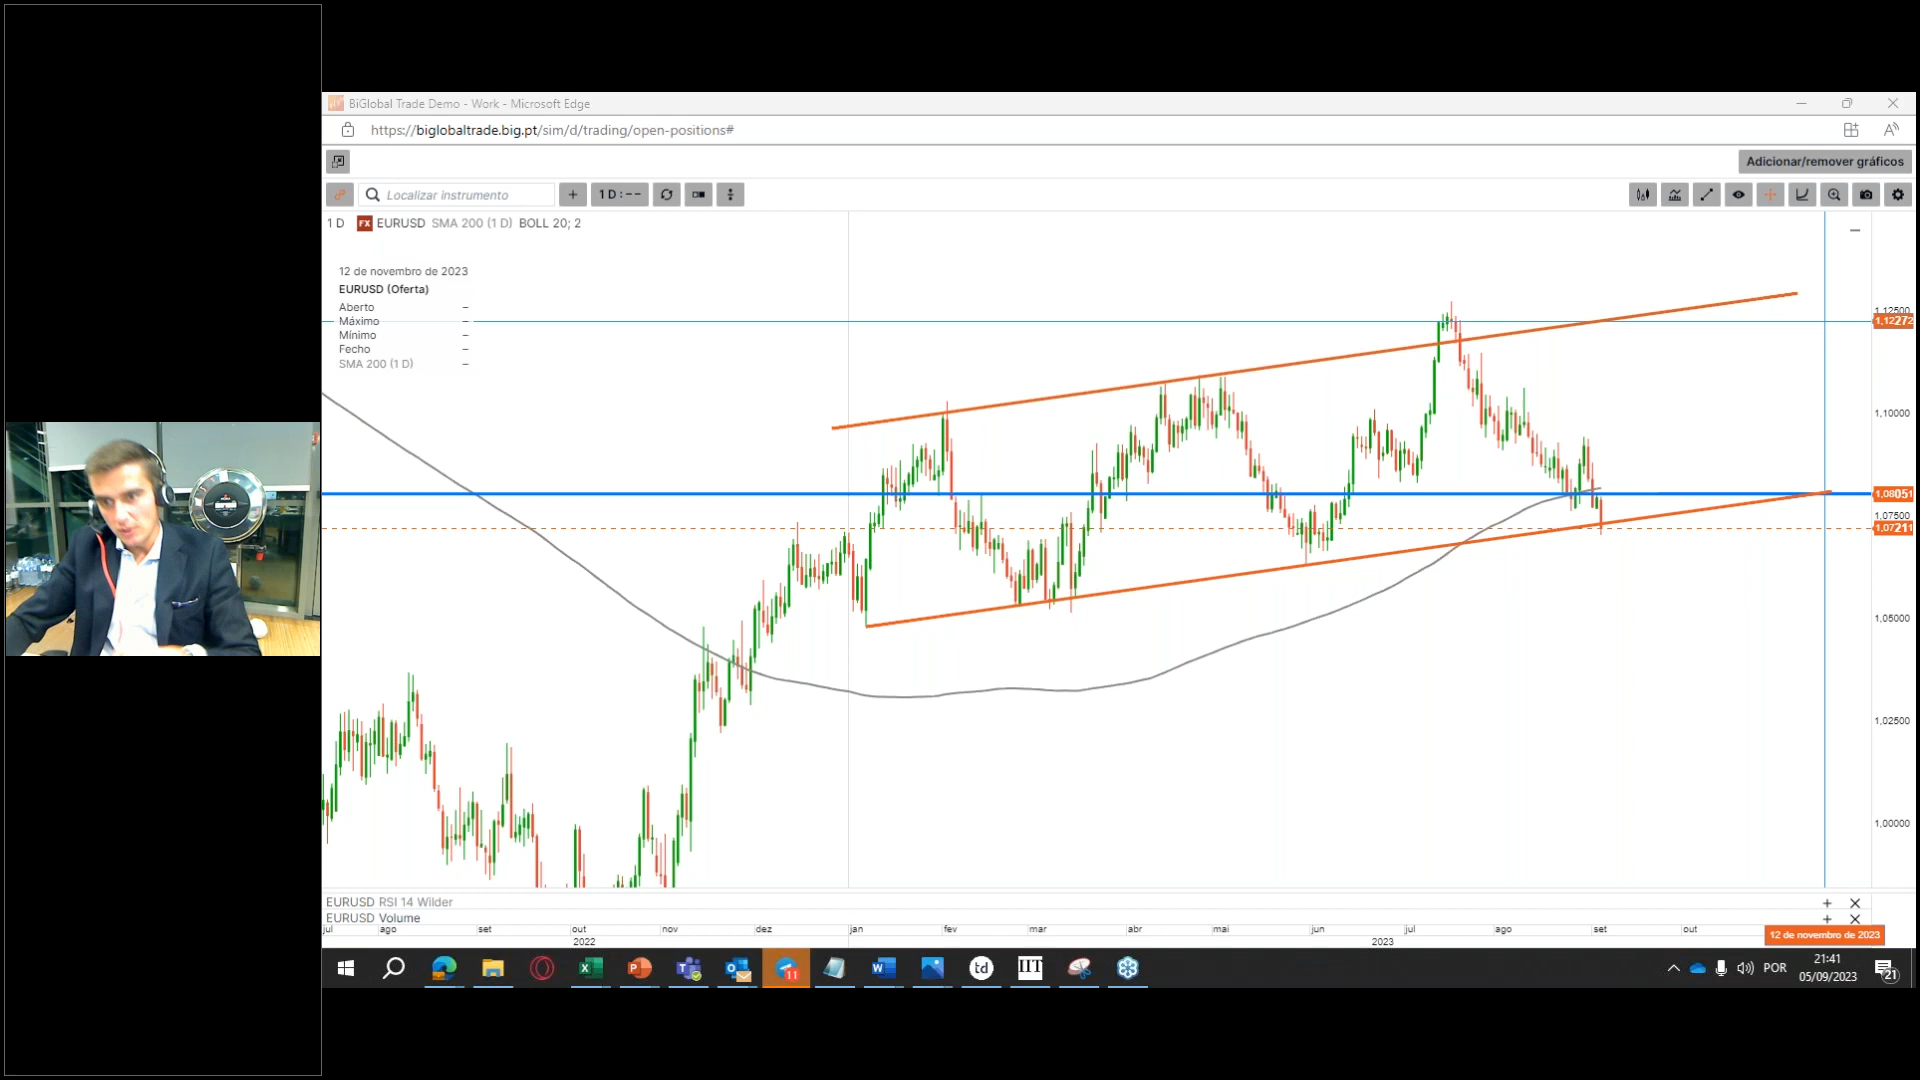 BiGlobal Trade Demo - Work - Microsoft Edge
https://biglobaltrade.big.pt/sim/d/trading/open-positions#
Adicionar/remover gráficos
Localizar instrumento
1 D : --
1 D FX EURUSD SMA 200 (1 D) BOLL 20; 2
12 de novembro de 2023
EURUSD (Oferta)
Aberto –
Máximo –
Mínimo –
Fecho –
SMA 200 (1 D) –
1,12500
1,12272
1,10000
1,08051
1,07500
1,07211
1,05000
1,02500
1,00000
EURUSD RSI 14 Wilder
EURUSD Volume
jul ago set out nov dez jan fev mar abr mai jun jul ago set out
2022 2023
12 de novembro de 2023
11
td
POR
21:41
05/09/2023
21